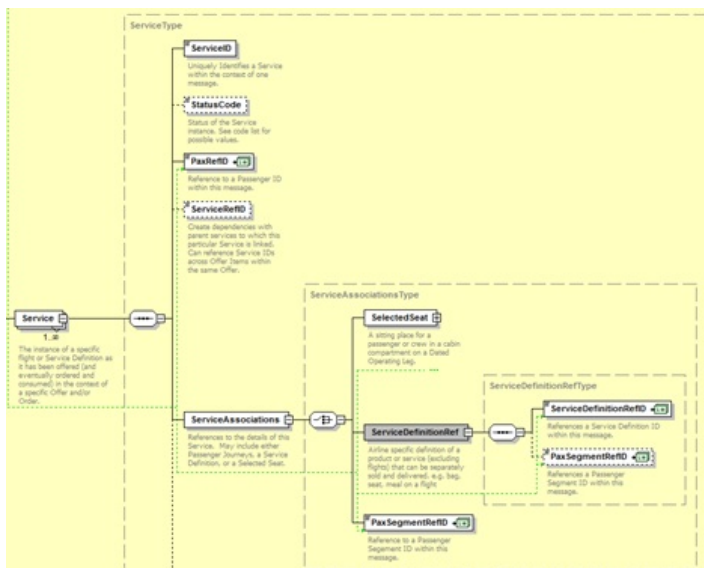 ServiceType
ServiceID
Uniquely Identifies a Service
within the context of one
message.
StatusCode
Status of the Service
instance. See code list for
possible values.
PaxRefID
Reference to a Passenger ID
within this message.
ServiceRefID
Create dependencies with
parent services to which this
particular Service is linked.
Can reference Service IDs
across Offer Items within
the same Offer.
ServiceAssociationsType
SelectedSeat
A sitting place for a
passenger or crew in a cabin
compartment on a Dated
Operating Leg.
Service
1..∞
The instance of a specific
flight or Service Definition as
it has been offered (and
eventually ordered and
consumed) in the context of
a specific Offer and/or
Order.
ServiceDefinitionRefType
ServiceDefinitionRefID
References a Service Definition ID
within this message.
ServiceAssociations
References to the details of this
Service. May include either
Passenger Journeys, a Service
Definition, or a Selected Seat.
ServiceDefinitionRef
Airline specific definition of a
product or service (excluding
flights) that can be separately
sold and delivered. e.g. bag,
seat, meal on a flight
PaxSegmentRefID
References a Passenger
Segment ID within this
message.
PaxSegmentRefID
Reference to a Passenger
Segement ID within this
message.